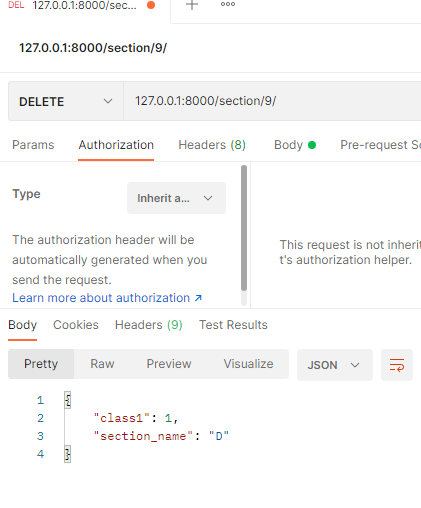 DEL 127.0.0.1:8000/sec...
127.0.0.1:8000/section/9/
DELETE 127.0.0.1:8000/section/9/
Params Authorization Headers (8) Body Pre-request Sc
Type Inherit a...
The authorization header will be
automatically generated when you
send the request.
Learn more about authorization ↗
This request is not inherit
t's authorization helper.
Body Cookies Headers (9) Test Results
Pretty Raw Preview Visualize JSON
1 {
2 "class1": 1,
3 "section_name": "D"
4 }